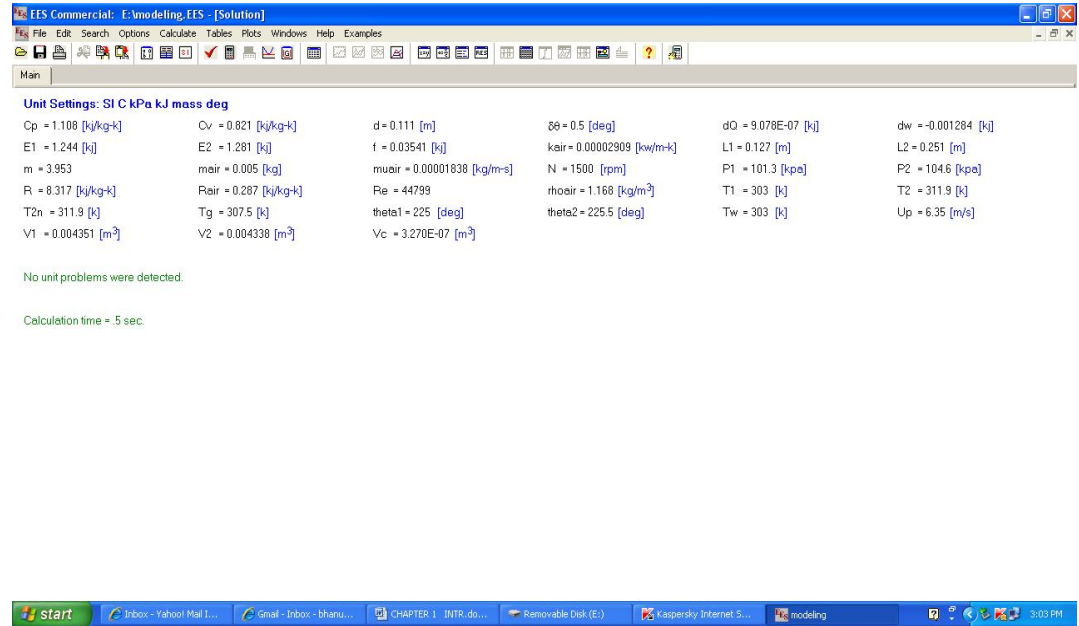 EES Commercial: E:\modeling.EES - [Solution]
File Edit Search Options Calculate Tables Plots Windows Help Examples
Main
Unit Settings: SI C kPa kJ mass deg
Cp = 1.108 [kj/kg-k] Cv = 0.821 [kj/kg-k] d = 0.111 [m] δθ = 0.5 [deg] dQ = 9.078E-07 [kj] dw = -0.001284 [kj]
E1 = 1.244 [kj] E2 = 1.281 [kj] f = 0.03541 [kj] kair = 0.00002909 [kw/m-k] L1 = 0.127 [m] L2 = 0.251 [m]
m = 3.953 mair = 0.005 [kg] muair = 0.00001838 [kg/m-s] N = 1500 [rpm] P1 = 101.3 [kpa] P2 = 104.6 [kpa]
R = 8.317 [kj/kg-k] Rair = 0.287 [kj/kg-k] Re = 44799 rhoair = 1.168 [kg/m³] T1 = 303 [k] T2 = 311.9 [k]
T2n = 311.9 [k] Tg = 307.5 [k] theta1 = 225 [deg] theta2 = 225.5 [deg] Tw = 303 [k] Up = 6.35 [m/s]
V1 = 0.004351 [m³] V2 = 0.004338 [m³] Vc = 3.270E-07 [m³]
No unit problems were detected.
Calculation time = .5 sec.
start Inbox - Yahoo! Mail I... Gmail - Inbox - bhanu... CHAPTER 1 INTR.do... Removable Disk (E:) Kaspersky Internet S... modeling 3:03 PM